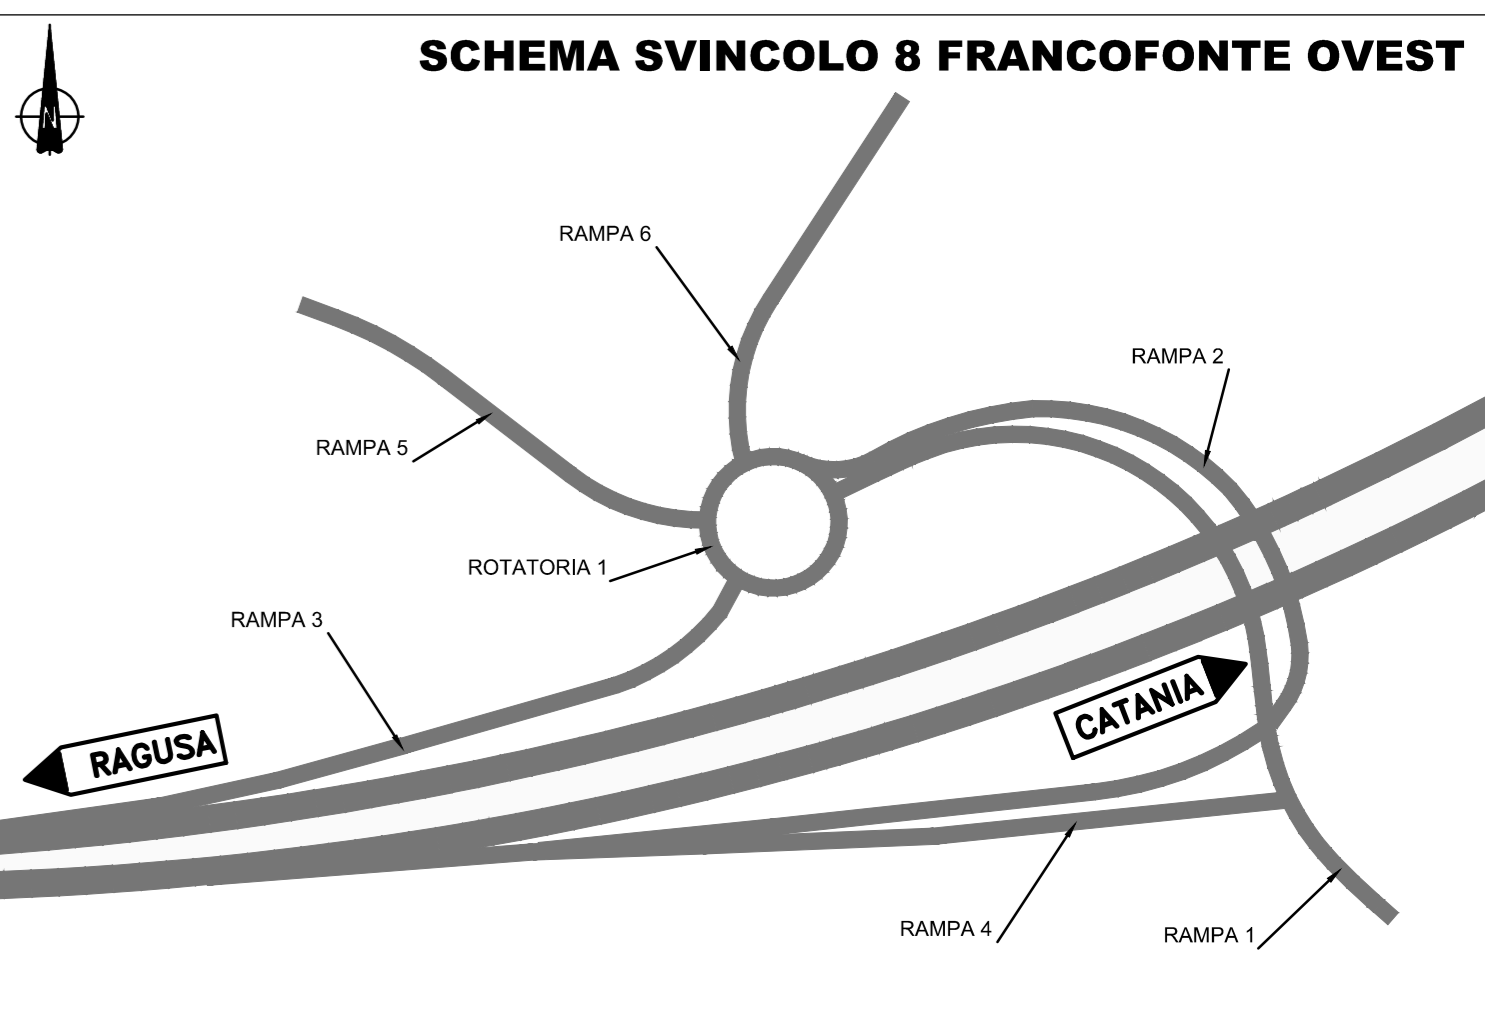 SCHEMA SVINCOLO 8 FRANCOFONTE OVEST
N
RAMPA 6
RAMPA 2
RAMPA 5
ROTATORIA 1
RAMPA 3
CATANIA
RAGUSA
RAMPA 4
RAMPA 1